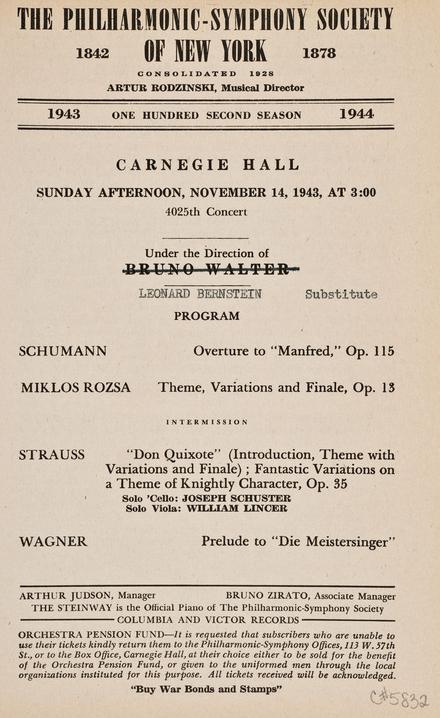 THE PHILHARMONIC-SYMPHONY SOCIETY
1842 OF NEW YORK 1878
CONSOLIDATED 1928
ARTUR RODZINSKI, Musical Director
1943 ONE HUNDRED SECOND SEASON 1944
CARNEGIE HALL
SUNDAY AFTERNOON, NOVEMBER 14, 1943, AT 3:00
4025th Concert
Under the Direction of
BRUNO WALTER
LEONARD BERNSTEIN Substitute
PROGRAM
SCHUMANN Overture to "Manfred," Op. 115
MIKLOS ROZSA Theme, Variations and Finale, Op. 13
INTERMISSION
STRAUSS "Don Quixote" (Introduction, Theme with
Variations and Finale) ; Fantastic Variations on
a Theme of Knightly Character, Op. 35
Solo 'Cello: JOSEPH SCHUSTER
Solo Viola: WILLIAM LINCER
WAGNER Prelude to "Die Meistersinger"
ARTHUR JUDSON, Manager BRUNO ZIRATO, Associate Manager
THE STEINWAY is the Official Piano of The Philharmonic-Symphony Society
COLUMBIA AND VICTOR RECORDS
ORCHESTRA PENSION FUND—It is requested that subscribers who are unable to
use their tickets kindly return them to the Philharmonic-Symphony Offices, 113 W. 57th
St., or to the Box Office, Carnegie Hall, at their choice either to be sold for the benefit
of the Orchestra Pension Fund, or given to the uniformed men through the local
organizations instituted for this purpose. All tickets received will be acknowledged.
"Buy War Bonds and Stamps"
C#5832